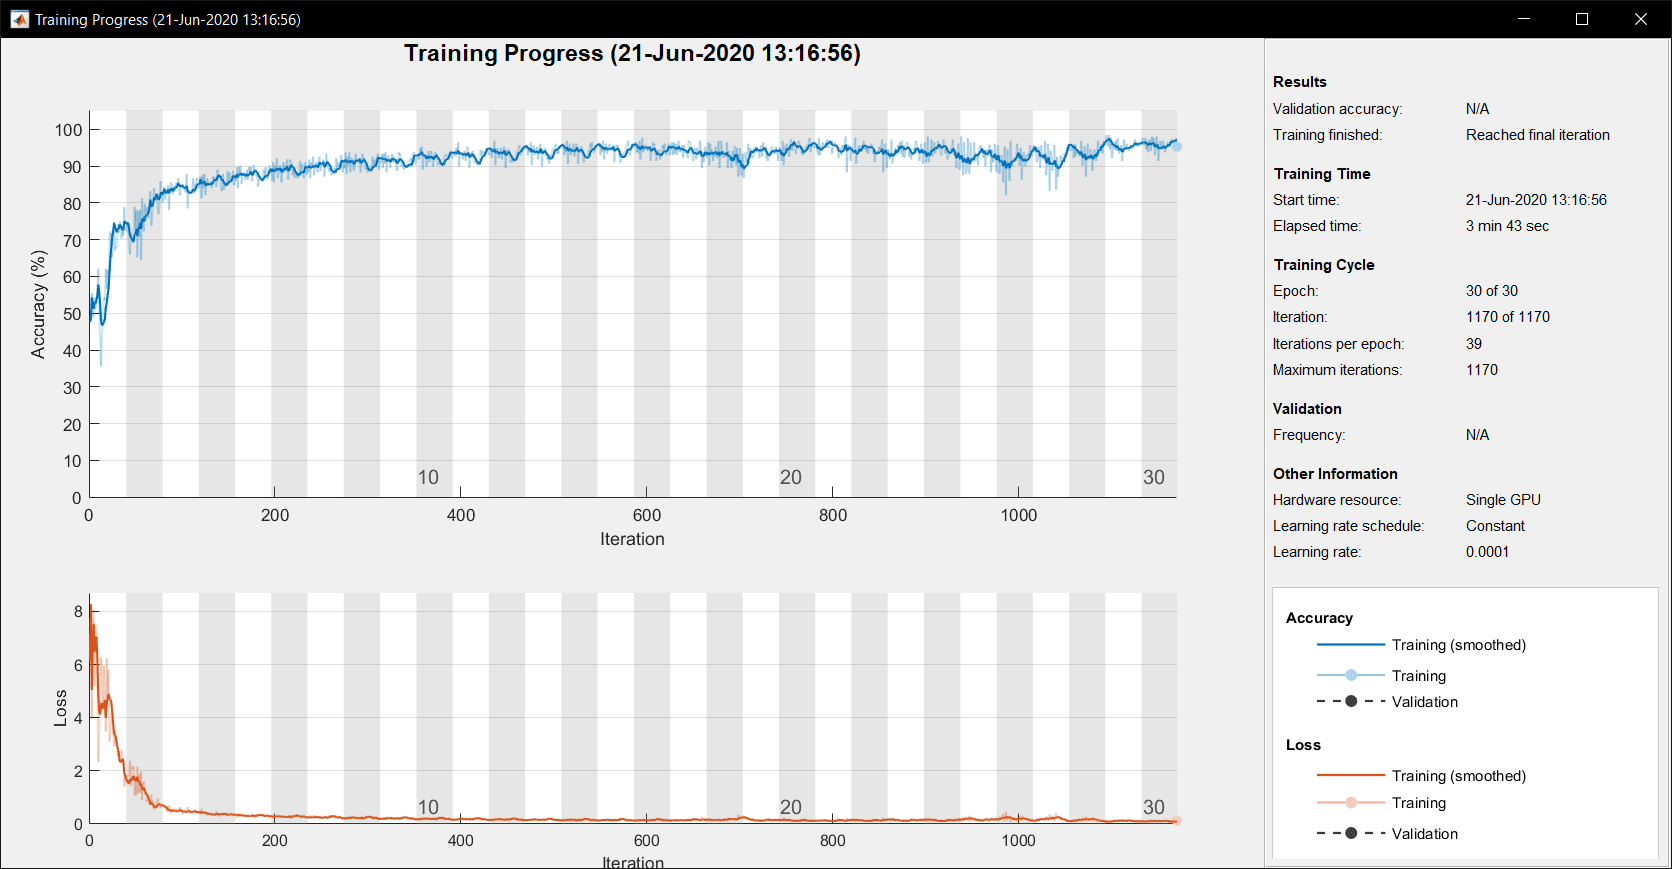 Training Progress (21-Jun-2020 13:16:56)
Training Progress (21-Jun-2020 13:16:56)
100
90
80
70
60
50
40
30
20
10
0
Accuracy (%)
10
20
30
0
200
400
600
800
1000
Iteration
8
6
4
2
0
Loss
10
20
30
0
200
400
600
800
1000
Iteration
Results
Validation accuracy: N/A
Training finished: Reached final iteration
Training Time
Start time: 21-Jun-2020 13:16:56
Elapsed time: 3 min 43 sec
Training Cycle
Epoch: 30 of 30
Iteration: 1170 of 1170
Iterations per epoch: 39
Maximum iterations: 1170
Validation
Frequency: N/A
Other Information
Hardware resource: Single GPU
Learning rate schedule: Constant
Learning rate: 0.0001
Accuracy
Training (smoothed)
Training
Validation
Loss
Training (smoothed)
Training
Validation